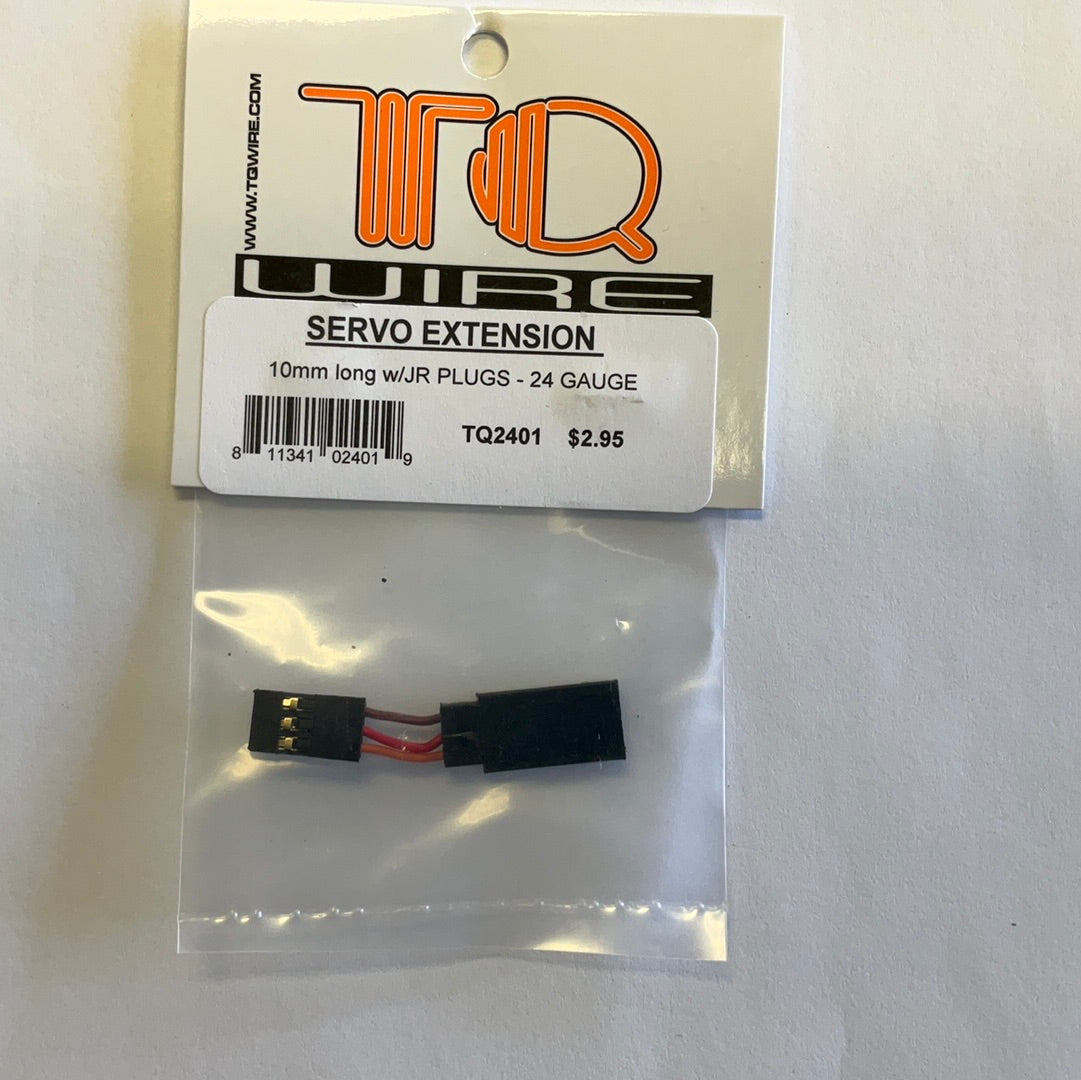 WWW.TQWIRE.COM
TQ
WIRE
SERVO EXTENSION
10mm long w/JR PLUGS - 24 GAUGE
TQ2401 $2.95
8 11341 02401 9